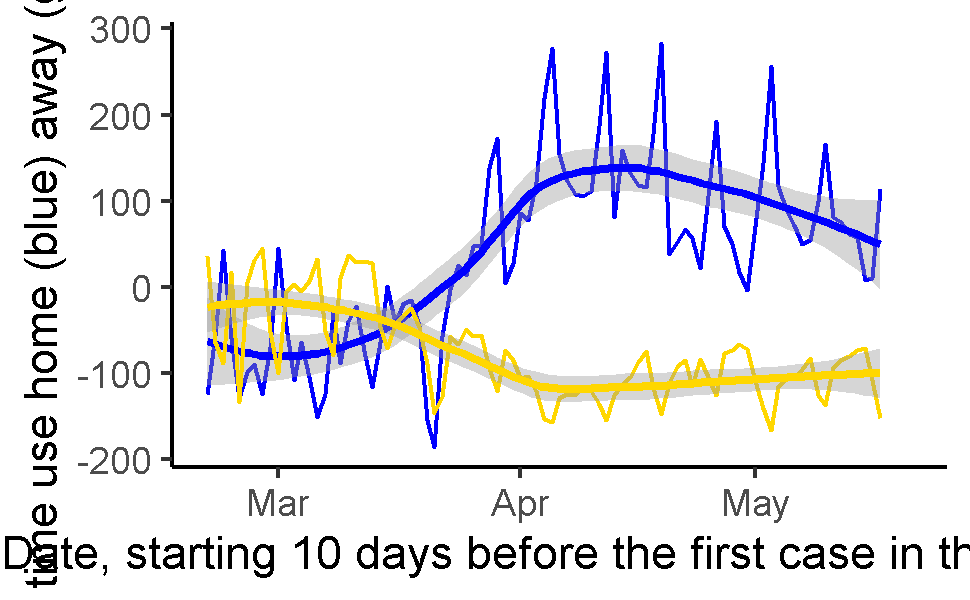 time use home (blue) away (
300
200
100
0
-100
-200
Mar Apr May
Date, starting 10 days before the first case in th